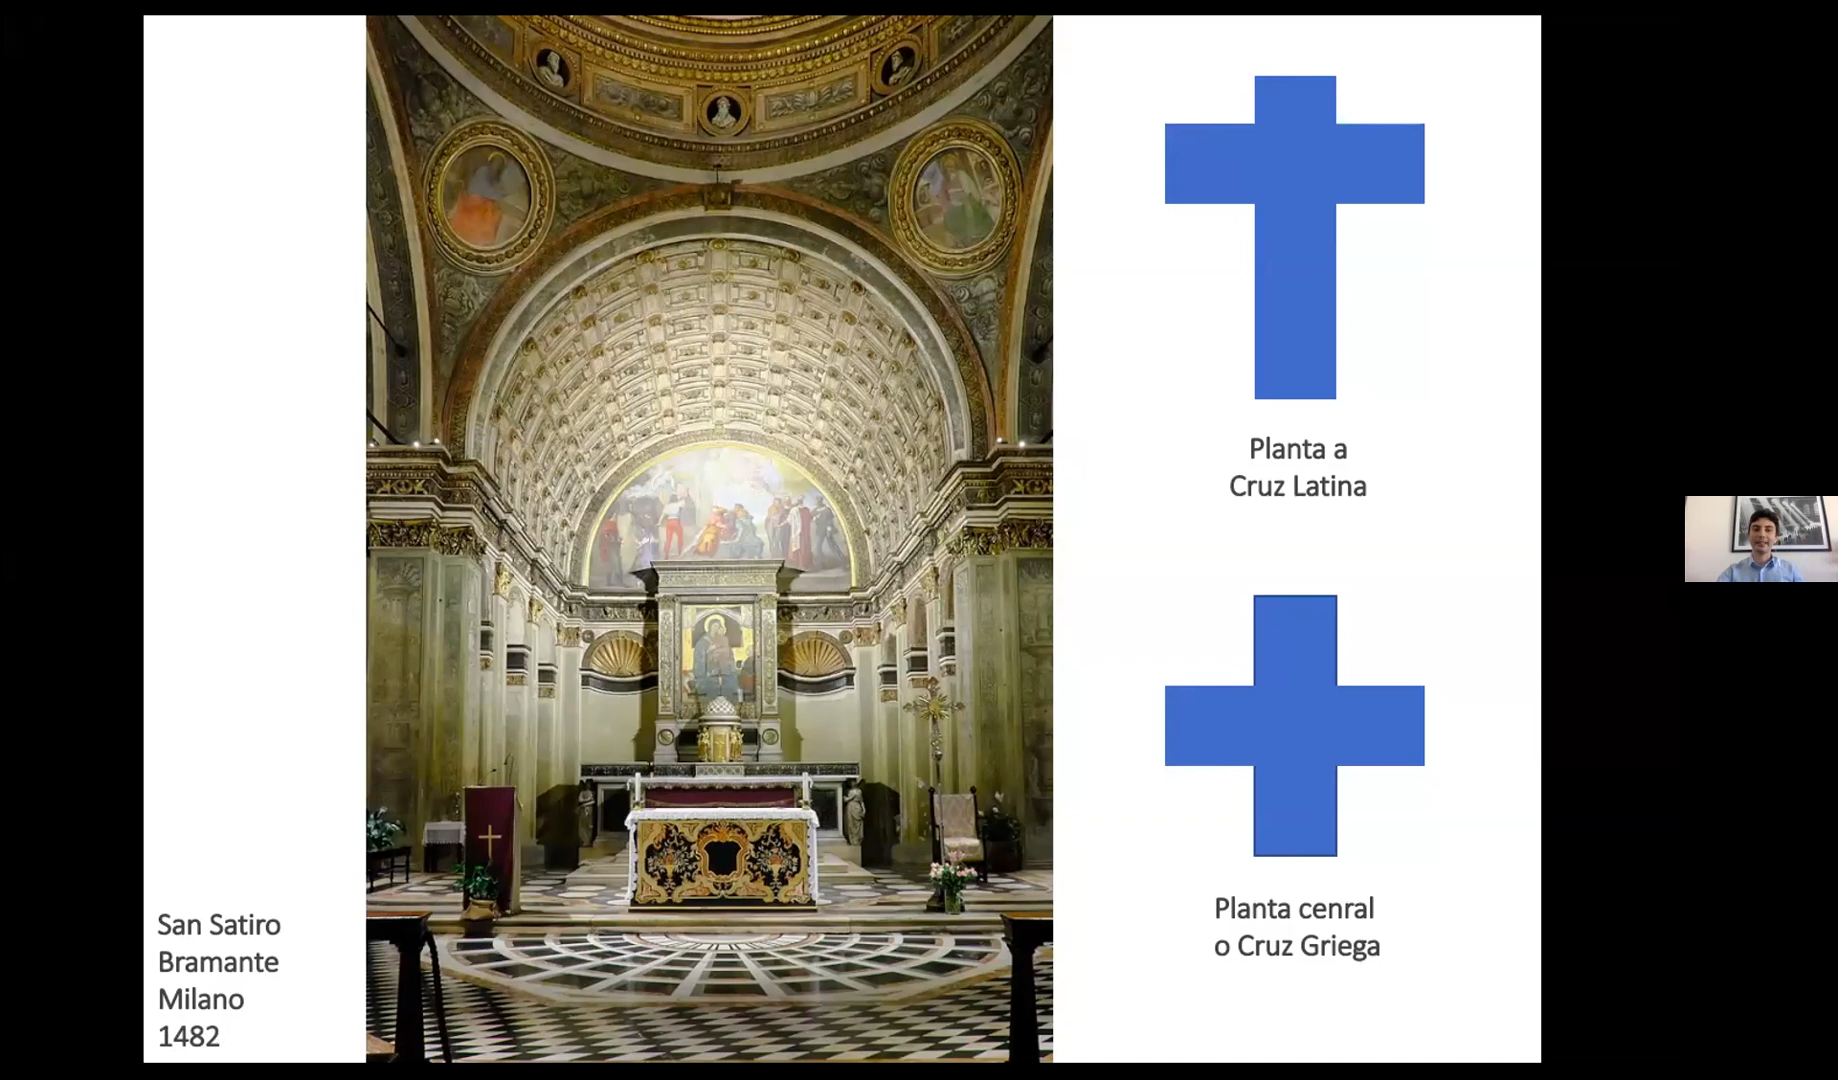 San Satiro
Bramante
Milano
1482
Planta a
Cruz Latina
Planta cenral
o Cruz Griega